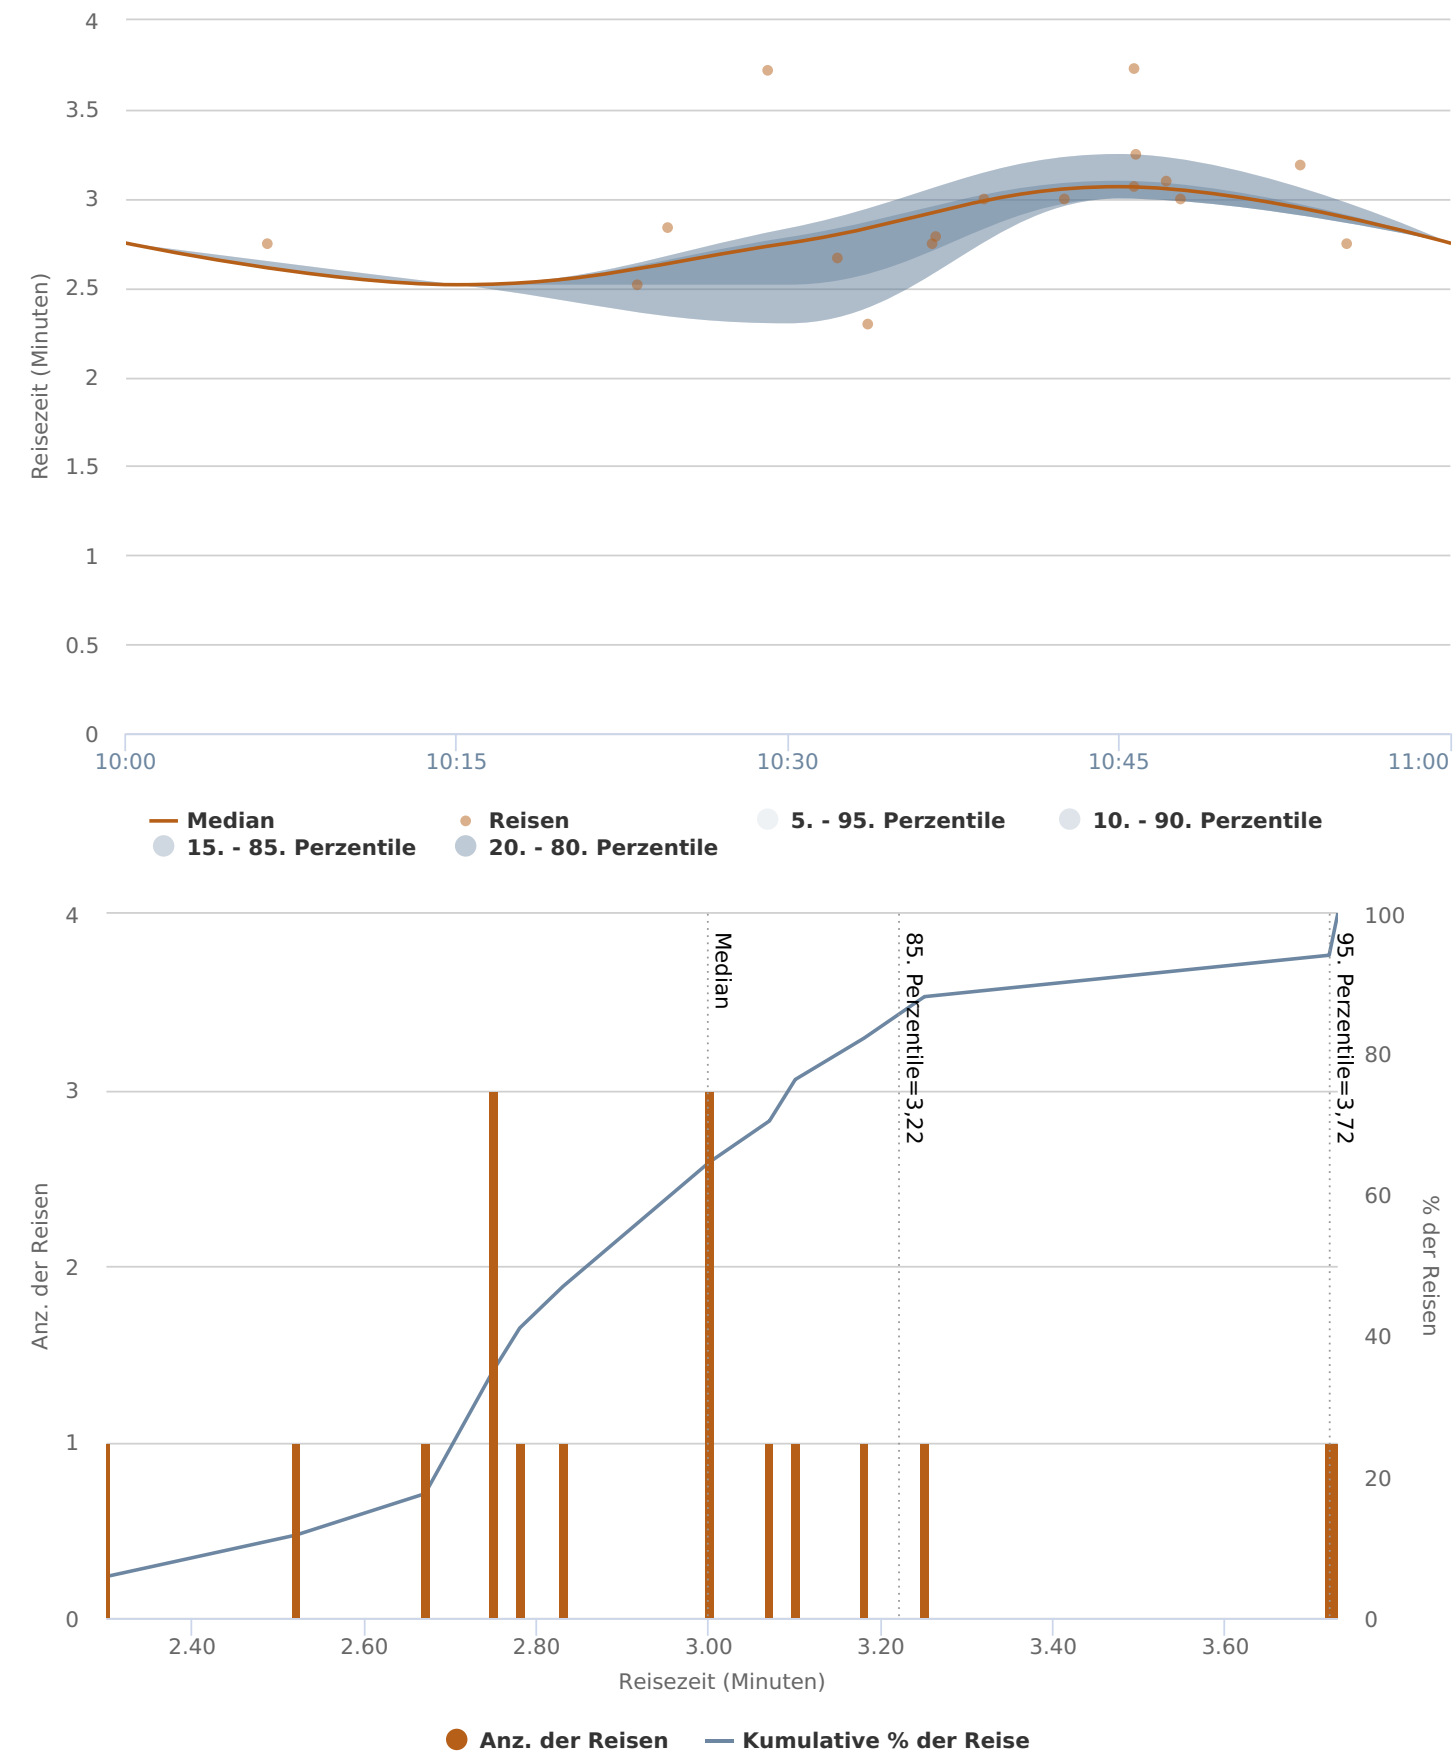 4
3.5
3
2.5
2
1.5
1
0.5
0
Reisezeit (Minuten)
10:00 10:15 10:30 10:45 11:00
Median Reisen 5. - 95. Perzentile 10. - 90. Perzentile
15. - 85. Perzentile 20. - 80. Perzentile
4
3
2
1
0
Anz. der Reisen
Median
85. Perzentile=3,22
95. Perzentile=3,72
100
80
60
40
20
0
% der Reisen
2.40 2.60 2.80 3.00 3.20 3.40 3.60
Reisezeit (Minuten)
Anz. der Reisen Kumulative % der Reise